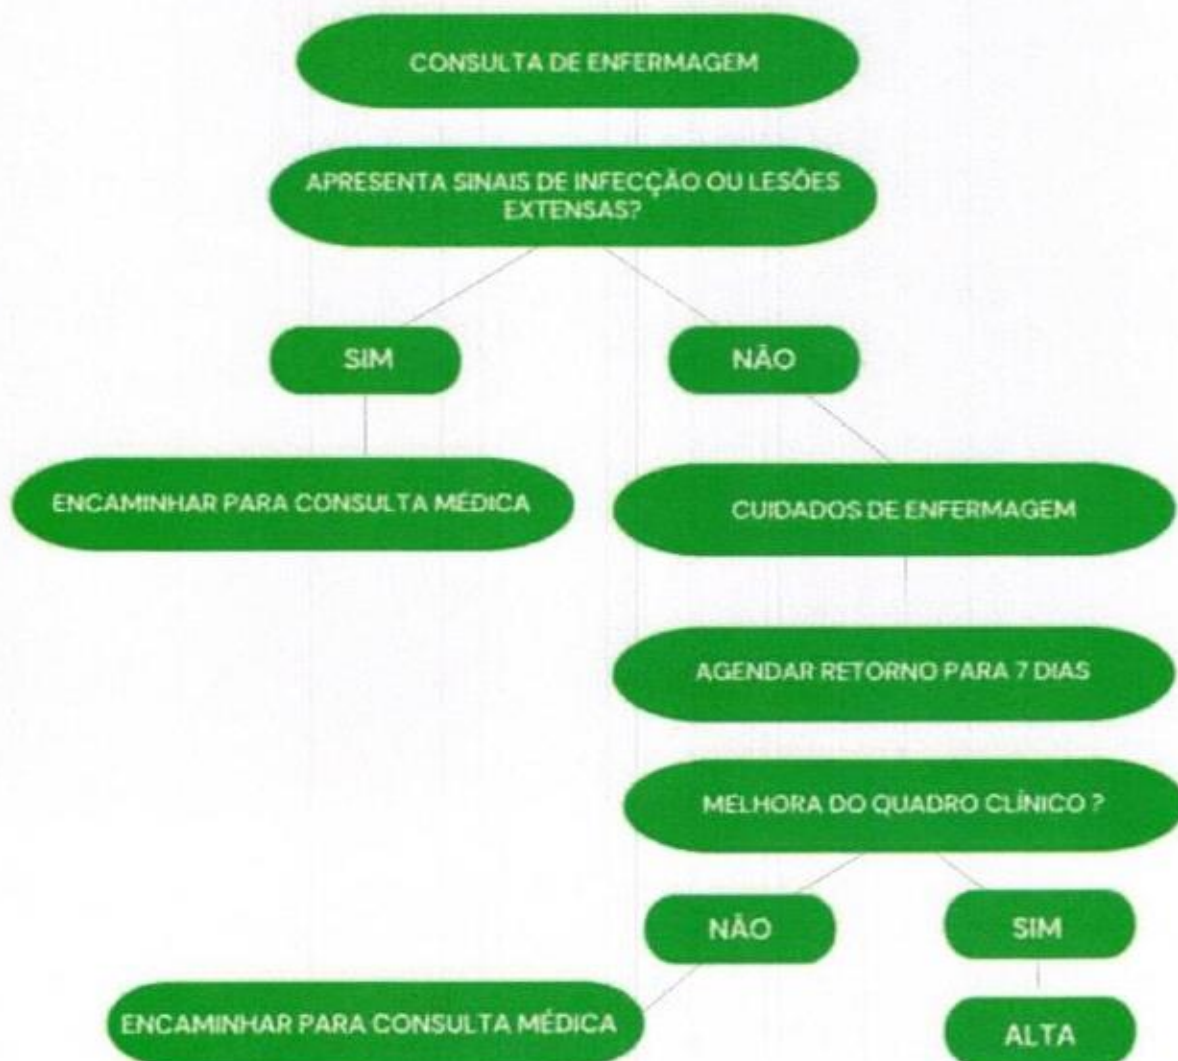 CONSULTA DE ENFERMAGEM
APRESENTA SINAIS DE INFECÇÃO OU LESÕES
EXTENSAS?
SIM
NÃO
ENCAMINHAR PARA CONSULTA MÉDICA
CUIDADOS DE ENFERMAGEM
AGENDAR RETORNO PARA 7 DIAS
MELHORA DO QUADRO CLÍNICO ?
NÃO
SIM
ENCAMINHAR PARA CONSULTA MÉDICA
ALTA